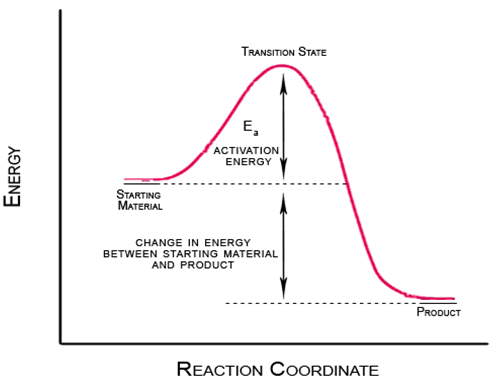 TRANSITION STATE
Ea
ACTIVATION
ENERGY
ENERGY
STARTING
MATERIAL
CHANGE IN ENERGY
BETWEEN STARTING MATERIAL
AND PRODUCT
PRODUCT
REACTION COORDINATE